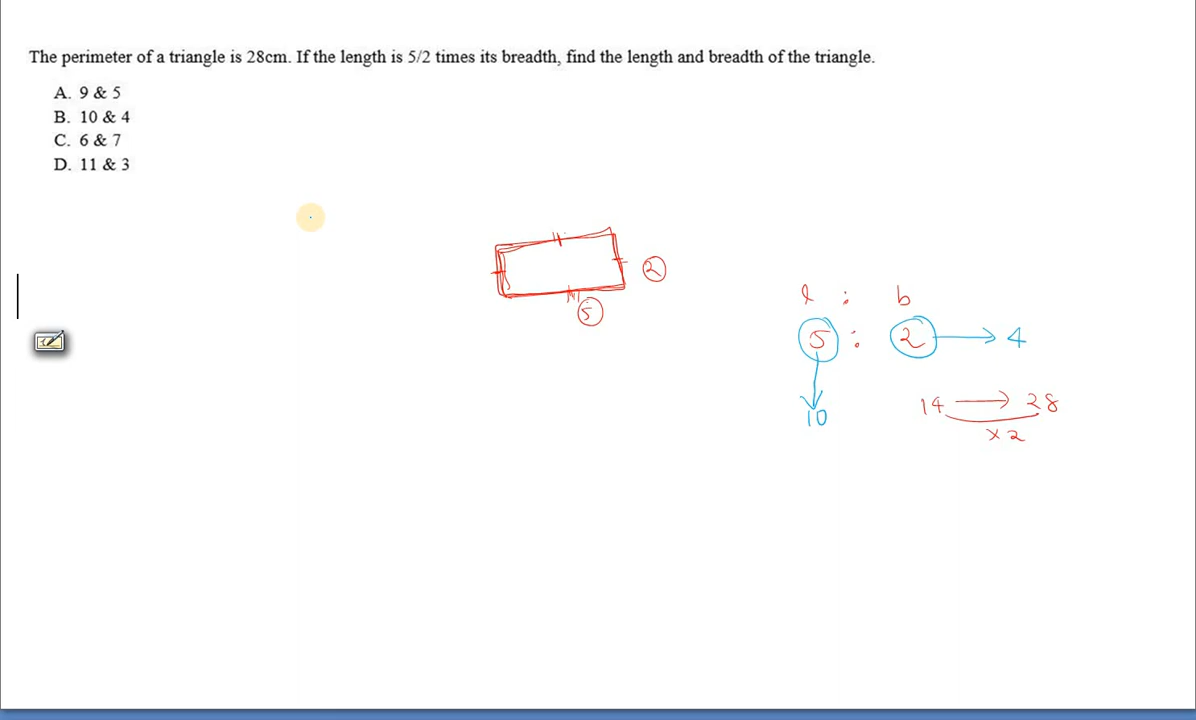 The perimeter of a triangle is 28cm. If the length is 5/2 times its breadth, find the length and breadth of the triangle.
A. 9 & 5
B. 10 & 4
C. 6 & 7
D. 11 & 3
2
5
l : b
5 : 2 → 4
10
14 → 28
× 2